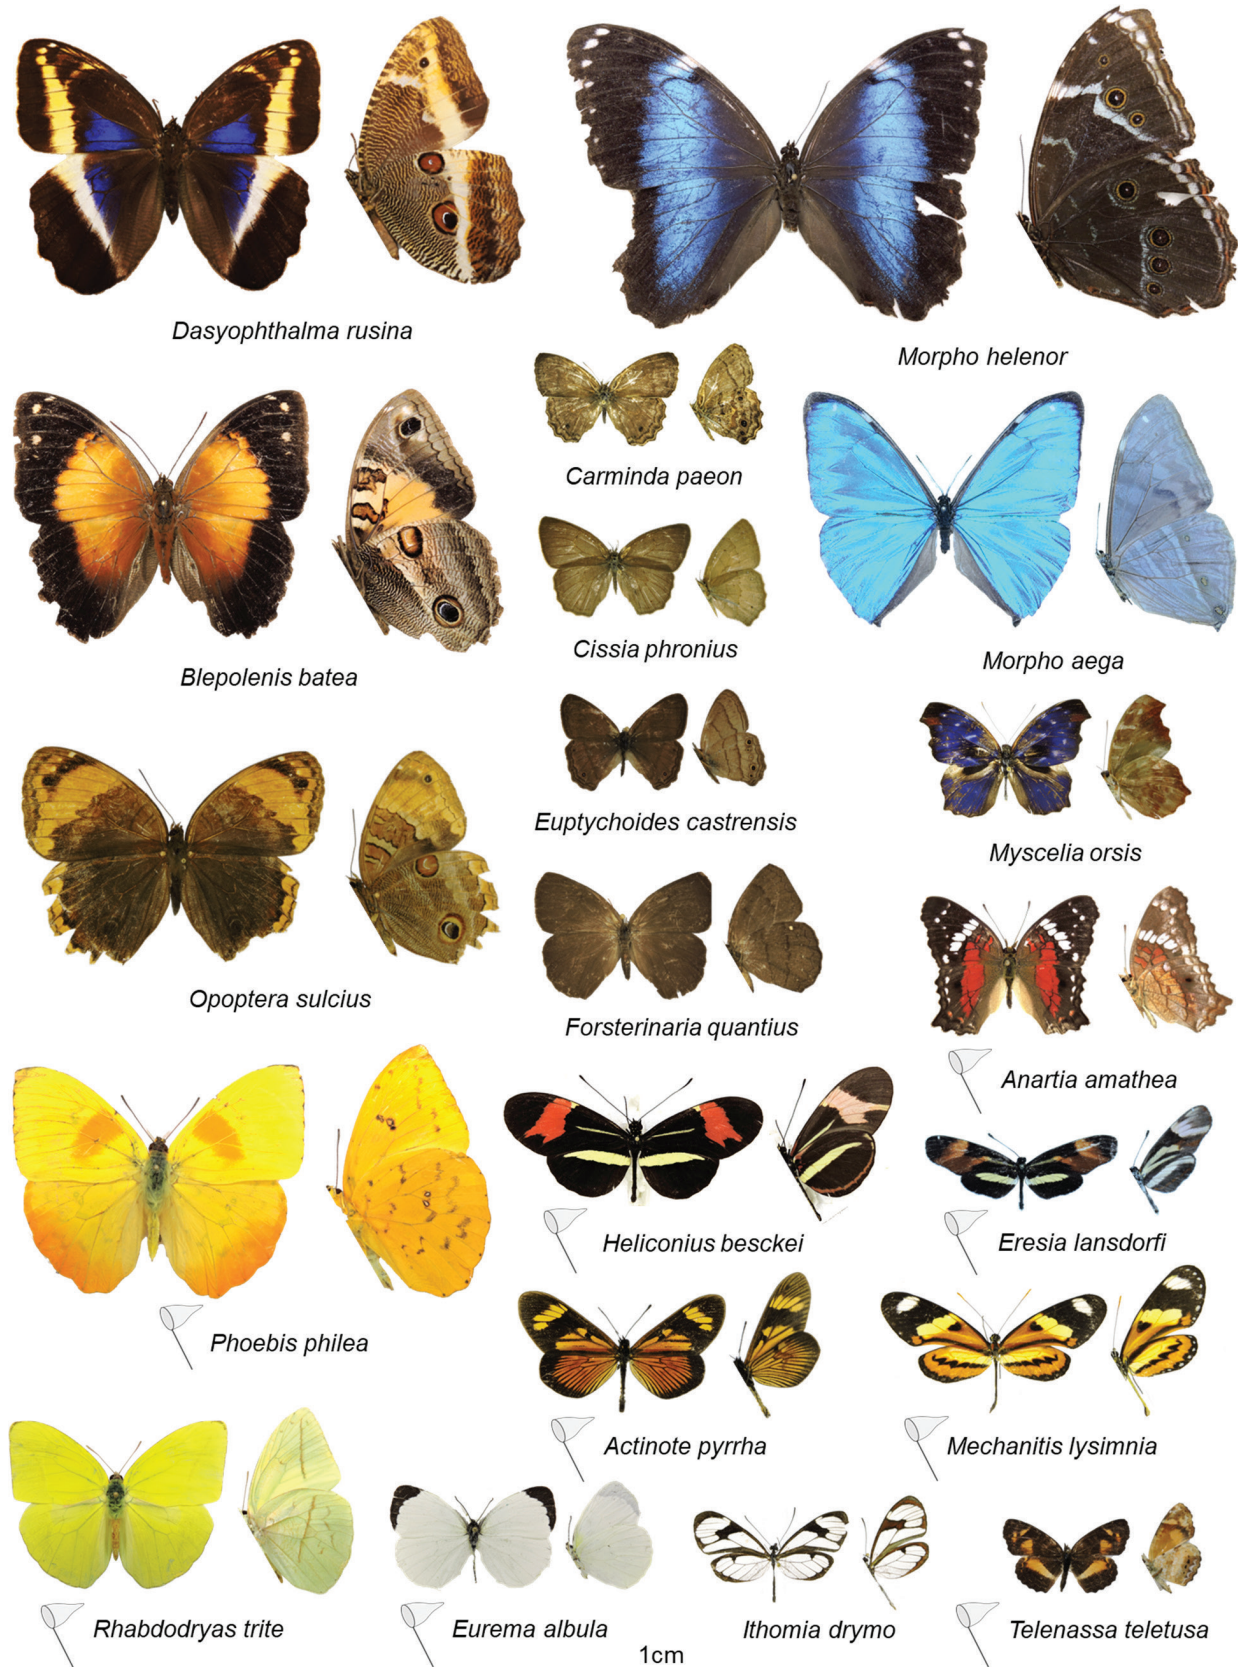 Dasyophthalma rusina
Morpho helenor
Carminda paeon
Blepolenis batea
Cissia phronius
Morpho aega
Euptychoides castrensis
Myscelia orsis
Opoptera sulcius
Forsterinaria quantius
Anartia amathea
Phoebis philea
Heliconius besckei
Eresia lansdorfi
Actinote pyrrha
Mechanitis lysimnia
Rhabdodryas trite
Eurema albula
Ithomia drymo
Telenassa teletusa
1cm